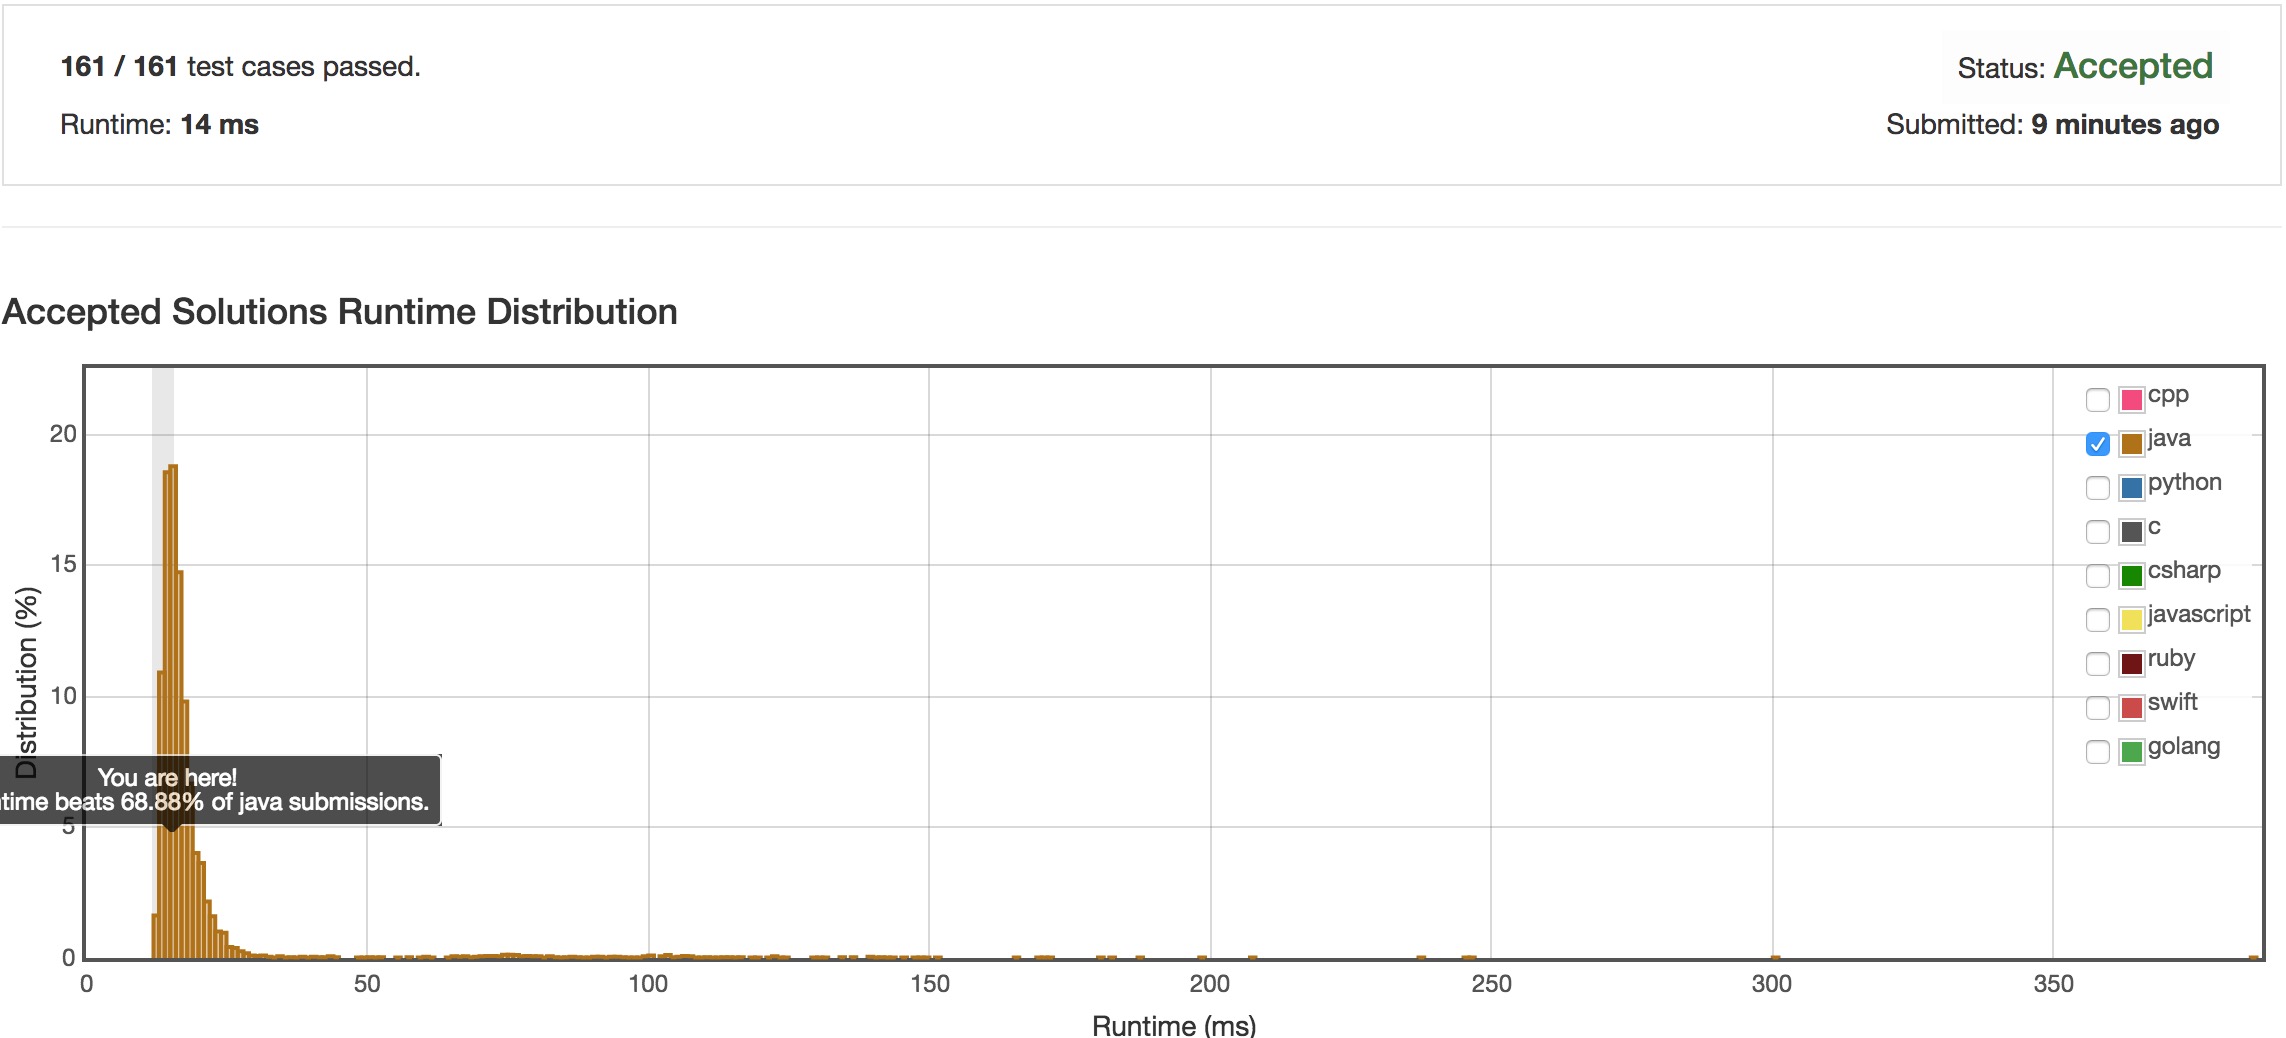 161 / 161 test cases passed.
Status: Accepted
Runtime: 14 ms
Submitted: 9 minutes ago
Accepted Solutions Runtime Distribution
Distribution (%)
20
15
10
5
0
You are here!
time beats 68.88% of java submissions.
cpp
java
python
c
csharp
javascript
ruby
swift
golang
0
50
100
150
200
250
300
350
Runtime (ms)